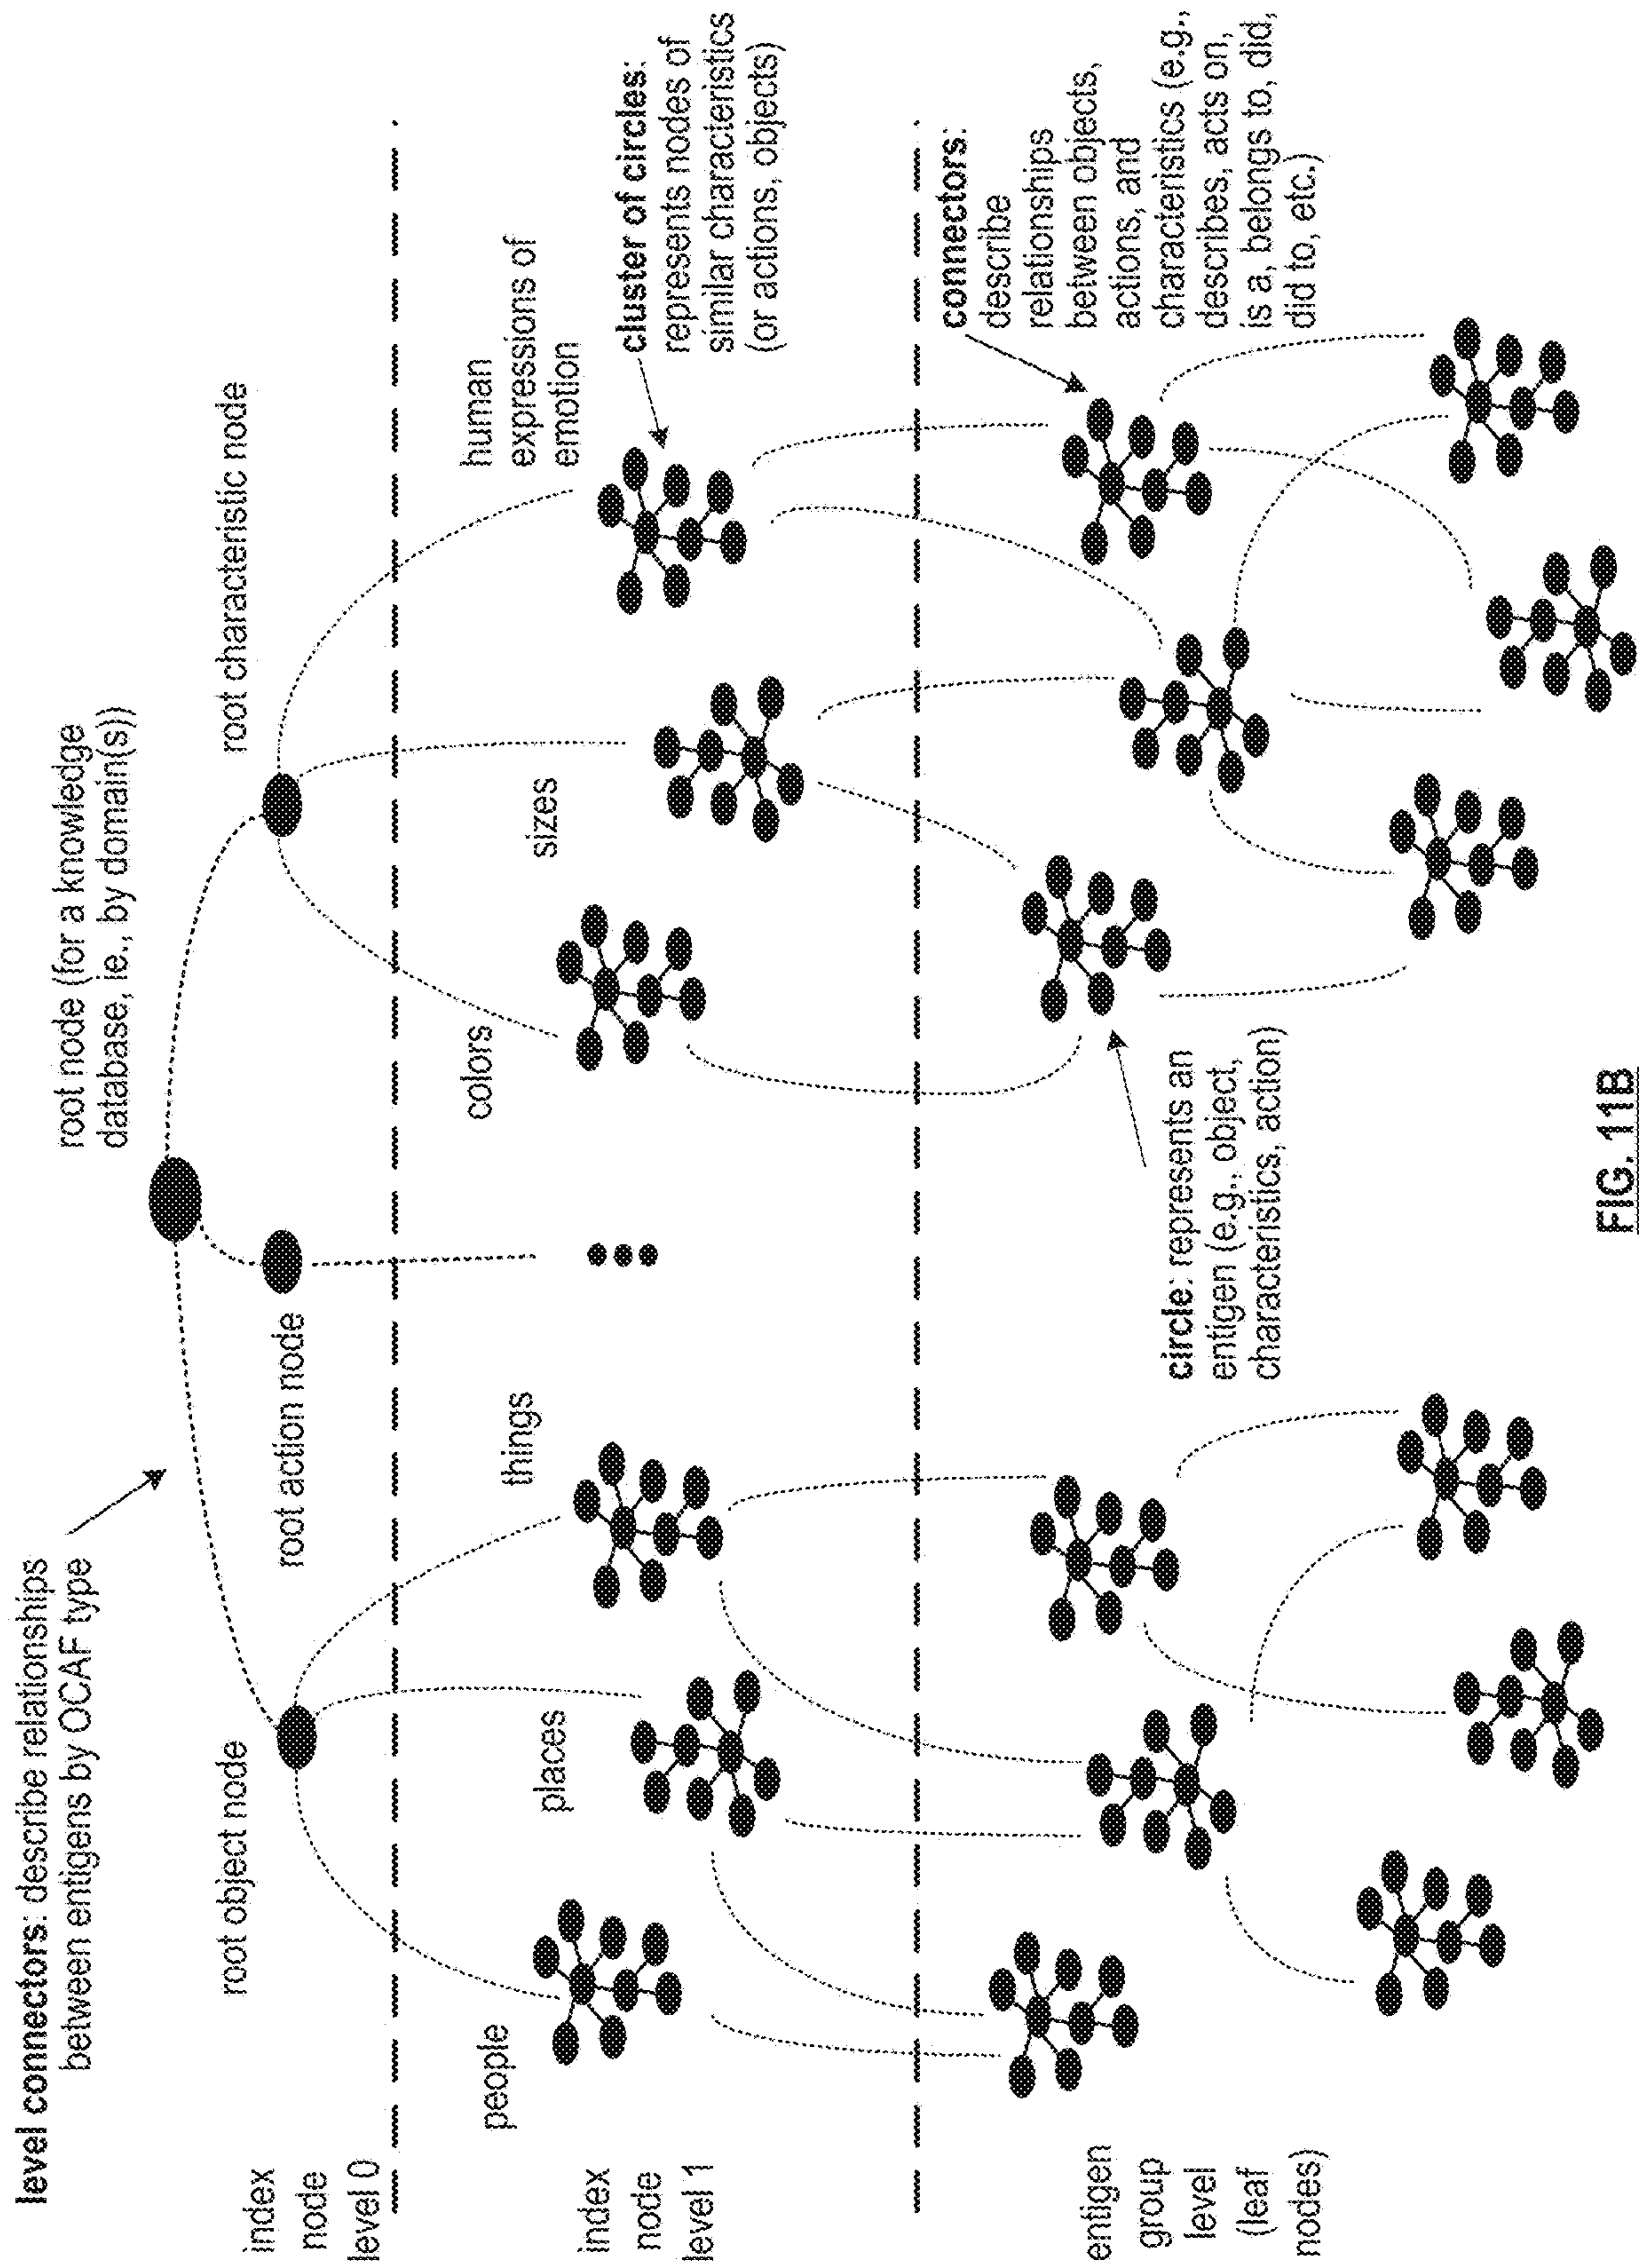 level connectors: describe relationships
between entigens by OCAF type
root node (for a knowledge
database, ie., by domain(s))
index
node
level 0
root object node
root action node
root characteristic node
index
node
level 1
people
places
things
colors
sizes
human
expressions of
emotion
cluster of circles:
represents nodes of
similar characteristics
(or actions, objects)
entigen
group
level
(leaf
nodes)
circle: represents an
entigen (e.g., object,
characteristics, action)
connectors:
describe
relationships
between objects,
actions, and
characteristics (e.g.,
describes, acts on,
is a, belongs to, did,
did to, etc.,)
FIG. 11B